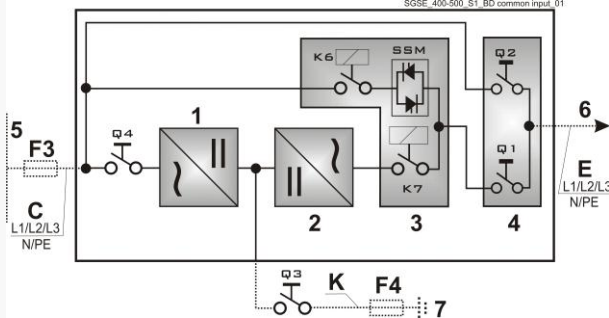 SGSE_400-500_S1_BD common input_01
K6
SSM
Q2
5
F3
Q4
1
6
C
L1/L2/L3
N/PE
K7
Q1
E
L1/L2/L3
N/PE
2
3
4
Q3
K
F4
7